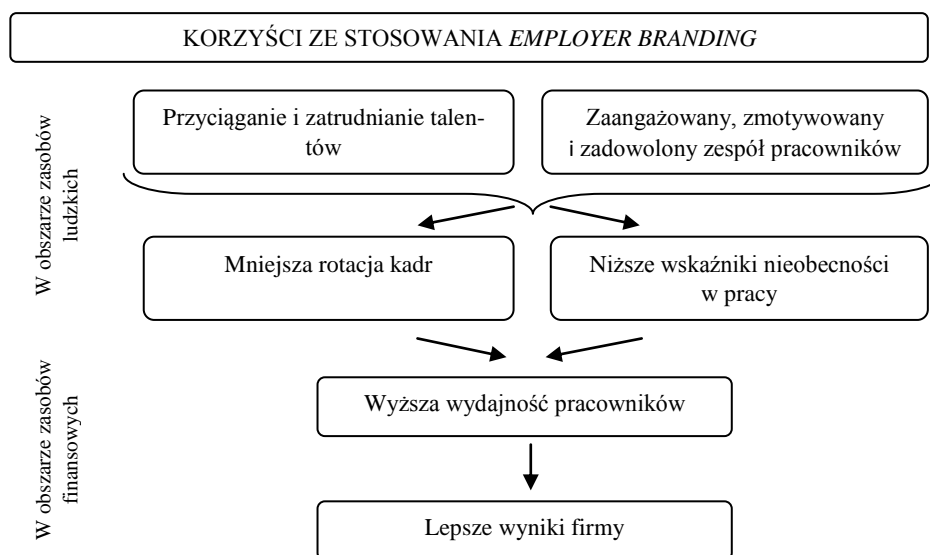 KORZYŚCI ZE STOSOWANIA EMPLOYER BRANDING
W obszarze zasobów
ludzkich
Przyciąganie i zatrudnianie talen-
tów
Zaangażowany, zmotywowany
i zadowolony zespół pracowników
Mniejsza rotacja kadr
Niższe wskaźniki nieobecności
w pracy
W obszarze zasobów
finansowych
Wyższa wydajność pracowników
Lepsze wyniki firmy